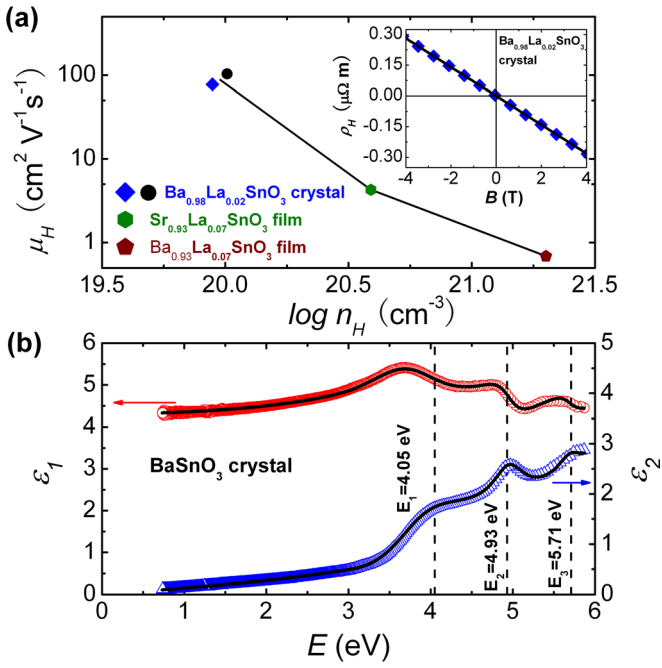 (a)
μ_H (cm² V⁻¹s⁻¹)
100
10
1
19.5 20.0 20.5 21.0 21.5
log n_H (cm⁻³)
Ba₀.₉₈La₀.₀₂SnO₃ crystal
Sr₀.₉₃La₀.₀₇SnO₃ film
Ba₀.₉₃La₀.₀₇SnO₃ film
ρ_H (μΩ m)
0.30
0.15
0.00
-0.15
-0.30
-4 -2 0 2 4
B (T)
Ba₀.₉₈La₀.₀₂SnO₃
crystal
(b)
ε₁
6
5
4
3
2
1
0
BaSnO₃ crystal
E₁=4.05 eV
E₂=4.93 eV
E₃=5.71 eV
5
4
3
2
1
0
ε₂
1 2 3 4 5 6
E (eV)